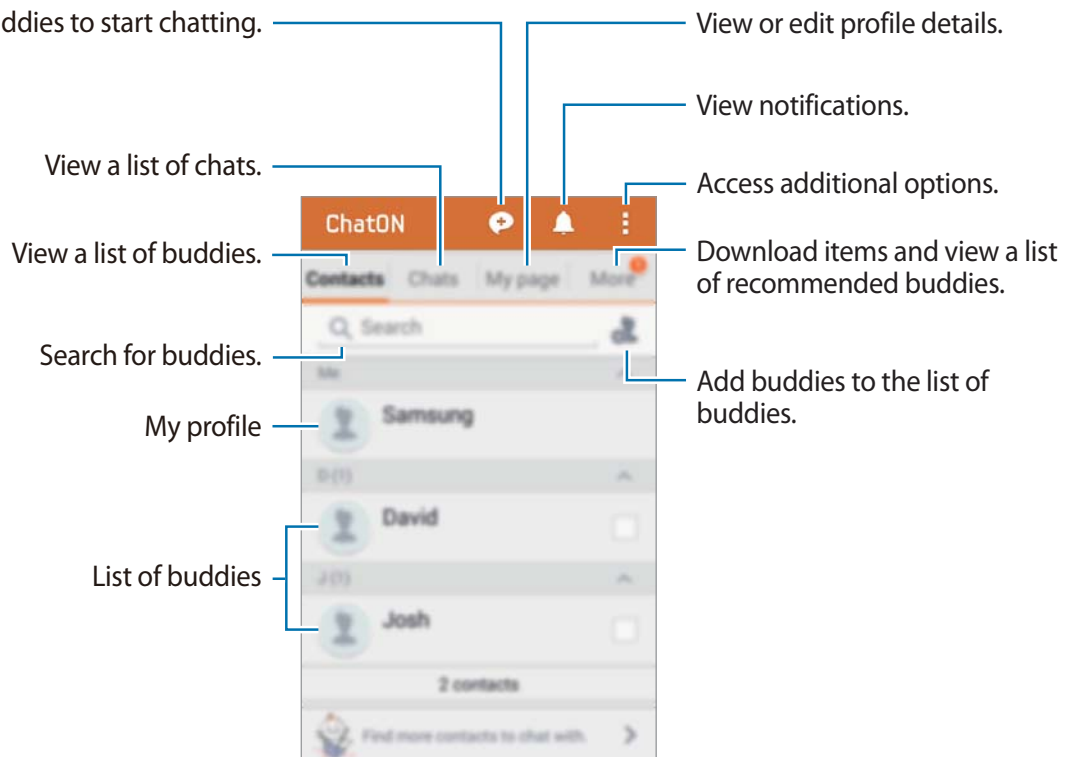 ddies to start chatting.
View or edit profile details.
View notifications.
View a list of chats.
Access additional options.
ChatON
View a list of buddies.
Download items and view a list
of recommended buddies.
Contacts Chats My page More
Search
Search for buddies.
Me
Add buddies to the list of
buddies.
My profile
Samsung
D (1)
David
List of buddies
J (1)
Josh
2 contacts
Find more contacts to chat with.